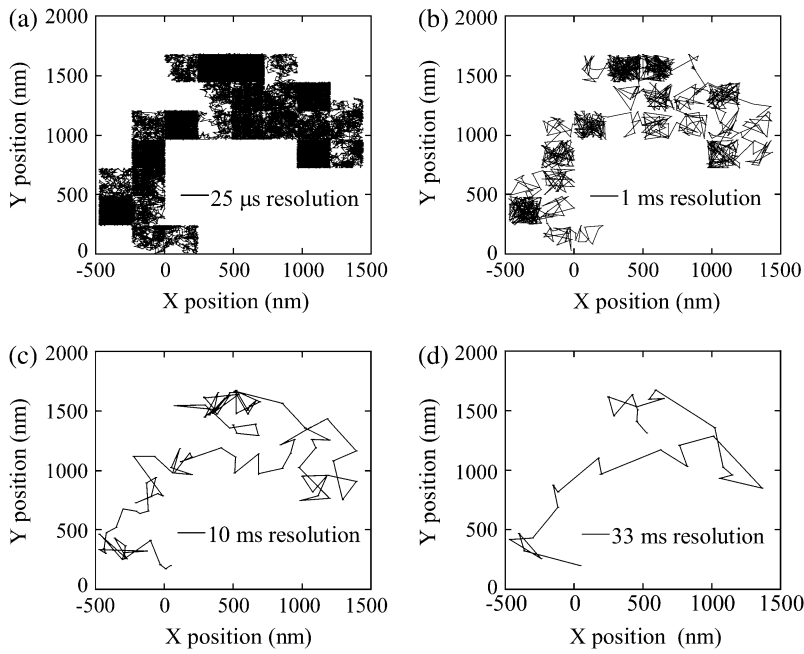 (a)
2000
1500
1000
500
0
Y position (nm)
25 μs resolution
-500 0 500 1000 1500
X position (nm)
(b)
2000
1500
1000
500
0
Y position (nm)
1 ms resolution
-500 0 500 1000 1500
X position (nm)
(c)
2000
1500
1000
500
0
Y position (nm)
10 ms resolution
-500 0 500 1000 1500
X position (nm)
(d)
2000
1500
1000
500
0
Y position (nm)
33 ms resolution
-500 0 500 1000 1500
X position (nm)